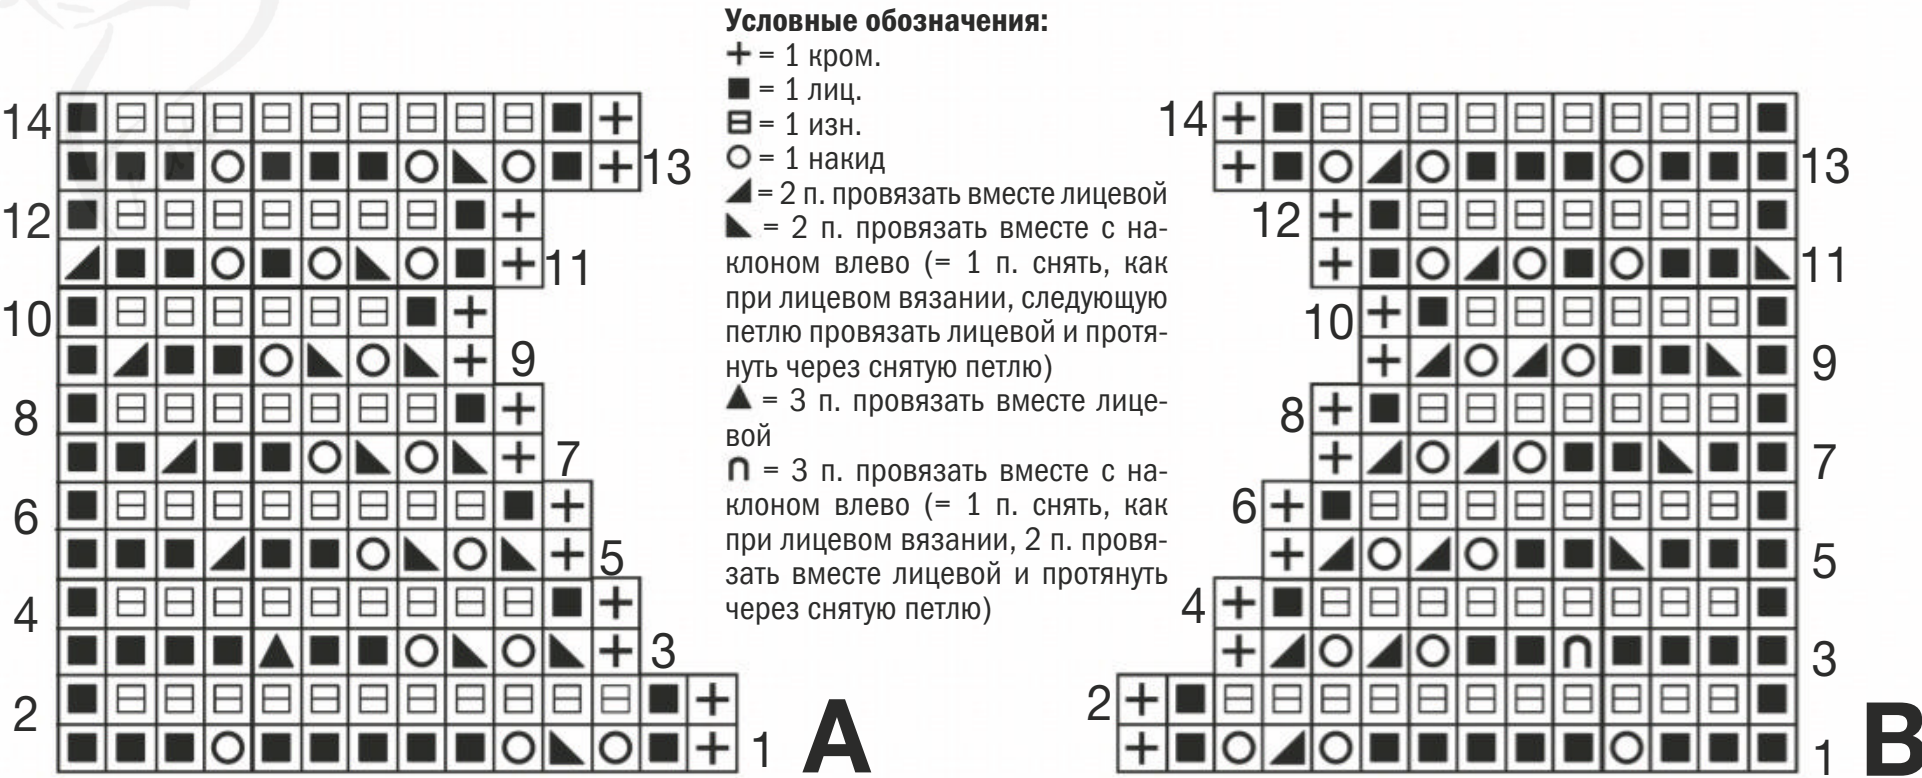 Условные обозначения:
+ = 1 кром.
■ = 1 лиц.
⊟ = 1 изн.
○ = 1 накид
◢ = 2 п. провязать вместе лицевой
◣ = 2 п. провязать вместе с на-
клоном влево (= 1 п. снять, как
при лицевом вязании, следующую
петлю провязать лицевой и протя-
нуть через снятую петлю)
▲ = 3 п. провязать вместе лице-
вой
∩ = 3 п. провязать вместе с на-
клоном влево (= 1 п. снять, как
при лицевом вязании, 2 п. провя-
зать вместе лицевой и протянуть
через снятую петлю)
14
13
12
11
10
9
8
7
6
5
4
3
2
1
A
14
13
12
11
10
9
8
7
6
5
4
3
2
1
B